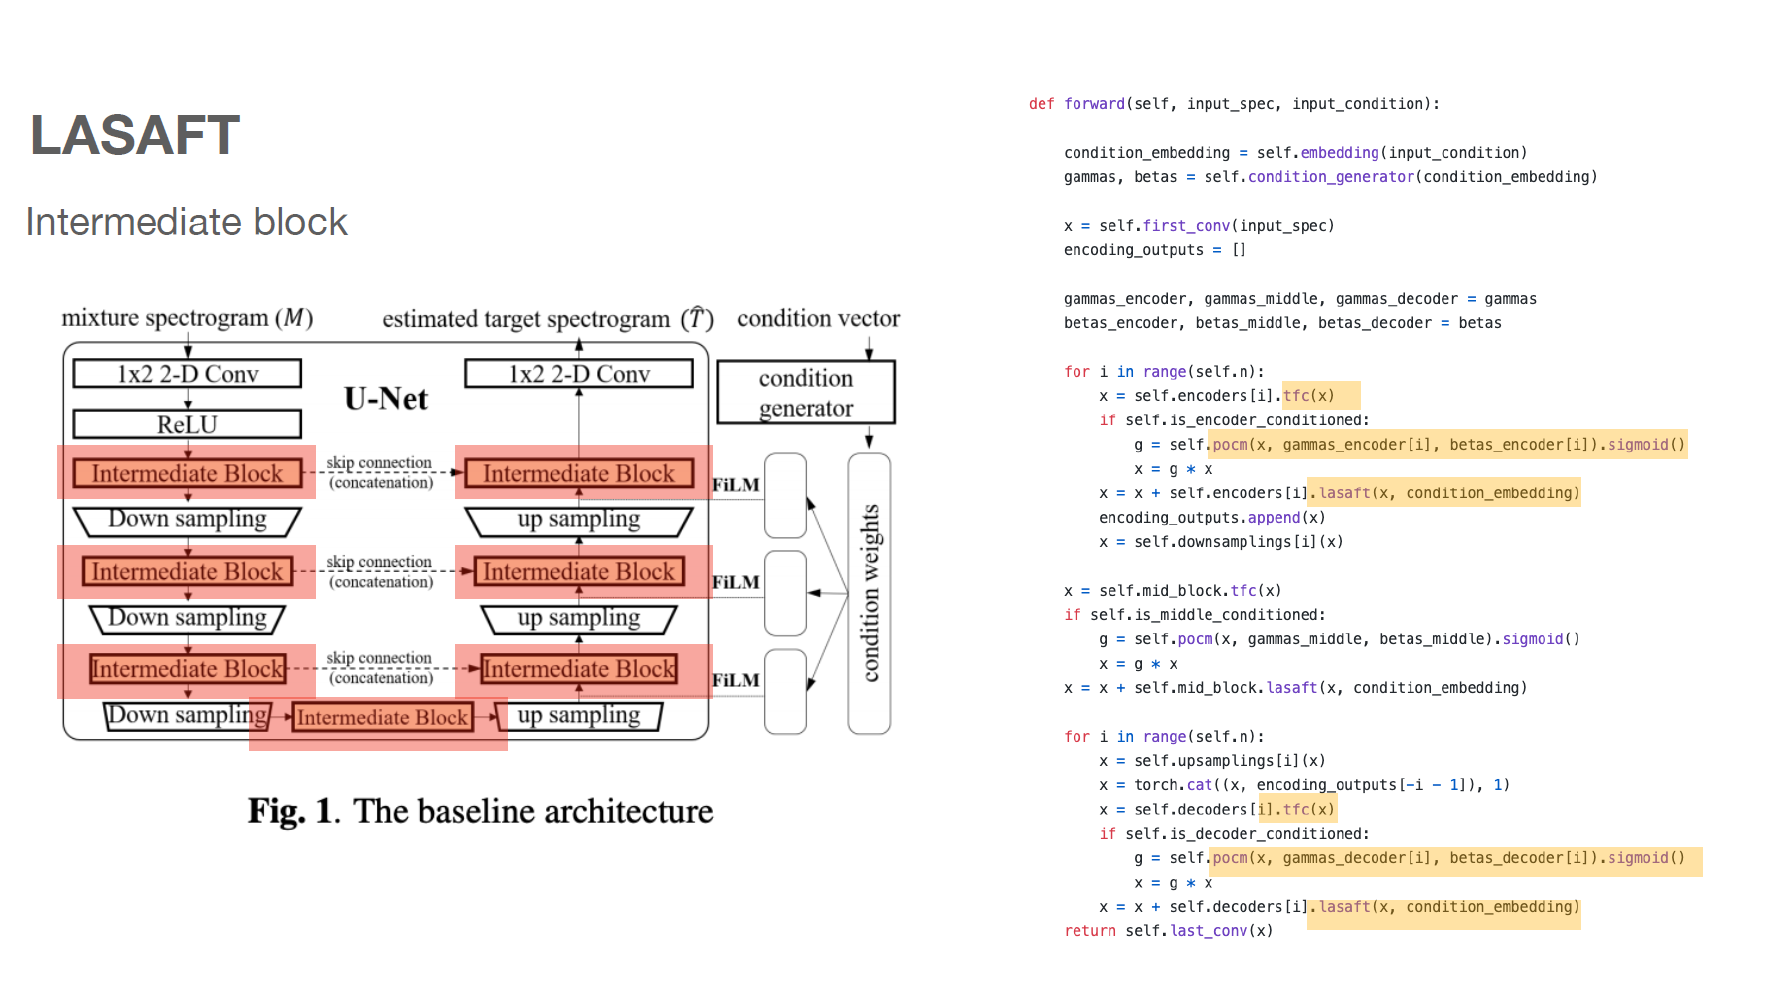 LASAFT
Intermediate block
mixture spectrogram (M)
estimated target spectrogram (T̂)
condition vector
1x2 2-D Conv
1x2 2-D Conv
U-Net
condition
generator
ReLU
Intermediate Block
skip connection
(concatenation)
Intermediate Block
FiLM
Down sampling
up sampling
Intermediate Block
skip connection
(concatenation)
Intermediate Block
FiLM
condition weights
Down sampling
up sampling
Intermediate Block
skip connection
(concatenation)
Intermediate Block
FiLM
Down sampling
Intermediate Block
up sampling
Fig. 1. The baseline architecture
def forward(self, input_spec, input_condition):
condition_embedding = self.embedding(input_condition)
gammas, betas = self.condition_generator(condition_embedding)
x = self.first_conv(input_spec)
encoding_outputs = []
gammas_encoder, gammas_middle, gammas_decoder = gammas
betas_encoder, betas_middle, betas_decoder = betas
for i in range(self.n):
x = self.encoders[i].tfc(x)
if self.is_encoder_conditioned:
g = self.pocm(x, gammas_encoder[i], betas_encoder[i]).sigmoid()
x = g * x
x = x + self.encoders[i].lasaft(x, condition_embedding)
encoding_outputs.append(x)
x = self.downsamplings[i](x)
x = self.mid_block.tfc(x)
if self.is_middle_conditioned:
g = self.pocm(x, gammas_middle, betas_middle).sigmoid()
x = g * x
x = x + self.mid_block.lasaft(x, condition_embedding)
for i in range(self.n):
x = self.upsamplings[i](x)
x = torch.cat((x, encoding_outputs[-i - 1]), 1)
x = self.decoders[i].tfc(x)
if self.is_decoder_conditioned:
g = self.pocm(x, gammas_decoder[i], betas_decoder[i]).sigmoid()
x = g * x
x = x + self.decoders[i].lasaft(x, condition_embedding)
return self.last_conv(x)